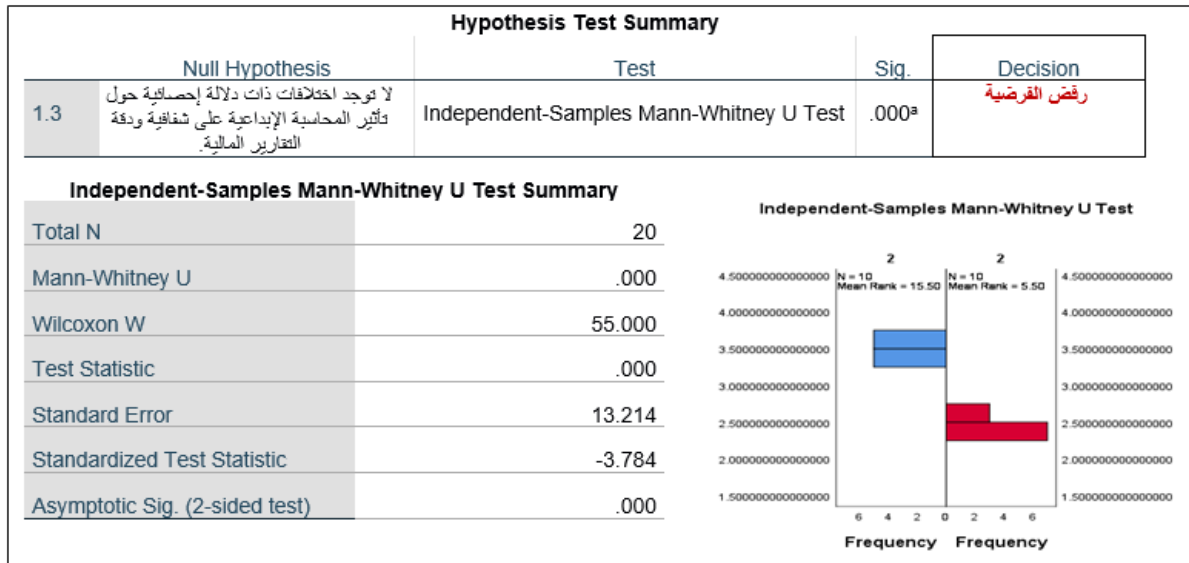 Hypothesis Test Summary
Null Hypothesis Test Sig. Decision
1.3 لا توجد اختلافات ذات دلالة إحصائية حول Independent-Samples Mann-Whitney U Test .000ª رفض الفرضية
تأثير المحاسبة الإبداعية على شفافية ودقة
التقارير المالية.
Independent-Samples Mann-Whitney U Test Summary
Total N 20
Mann-Whitney U .000
Wilcoxon W 55.000
Test Statistic .000
Standard Error 13.214
Standardized Test Statistic -3.784
Asymptotic Sig. (2-sided test) .000
Independent-Samples Mann-Whitney U Test
2 2
4.500000000000000 N = 10 N = 10 4.500000000000000
Mean Rank = 15.50 Mean Rank = 5.50
4.000000000000000 4.000000000000000
3.500000000000000 3.500000000000000
3.000000000000000 3.000000000000000
2.500000000000000 2.500000000000000
2.000000000000000 2.000000000000000
1.500000000000000 1.500000000000000
6 4 2 0 2 4 6
Frequency Frequency